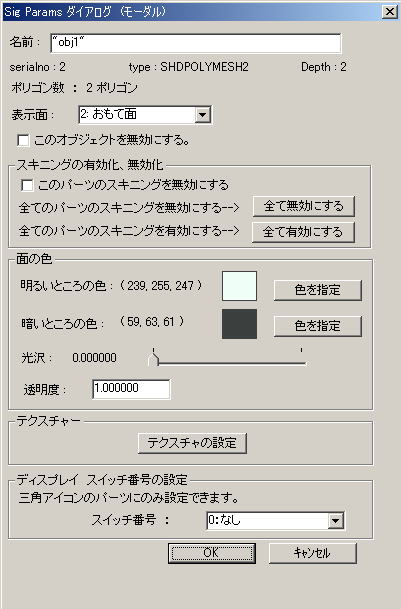 Sig Params ダイアログ (モーダル)
名前: "obj1"
serialno : 2 type : SHDPOLYMESH2 Depth : 2
ポリゴン数 : 2 ポリゴン
表示面: 2: おもて面
このオブジェクトを無効にする。
スキニングの有効化、無効化
このパーツのスキニングを無効にする
全てのパーツのスキニングを無効にする--> 全て無効にする
全てのパーツのスキニングを有効にする--> 全て有効にする
面の色
明るいところの色: ( 239, 255, 247 ) 色を指定
暗いところの色: ( 59, 63, 61 ) 色を指定
光沢: 0.000000
透明度: 1.000000
テクスチャー
テクスチャの設定
ディスプレイ スイッチ番号の設定
三角アイコンのパーツにのみ設定できます。
スイッチ番号 : 0:なし
OK キャンセル